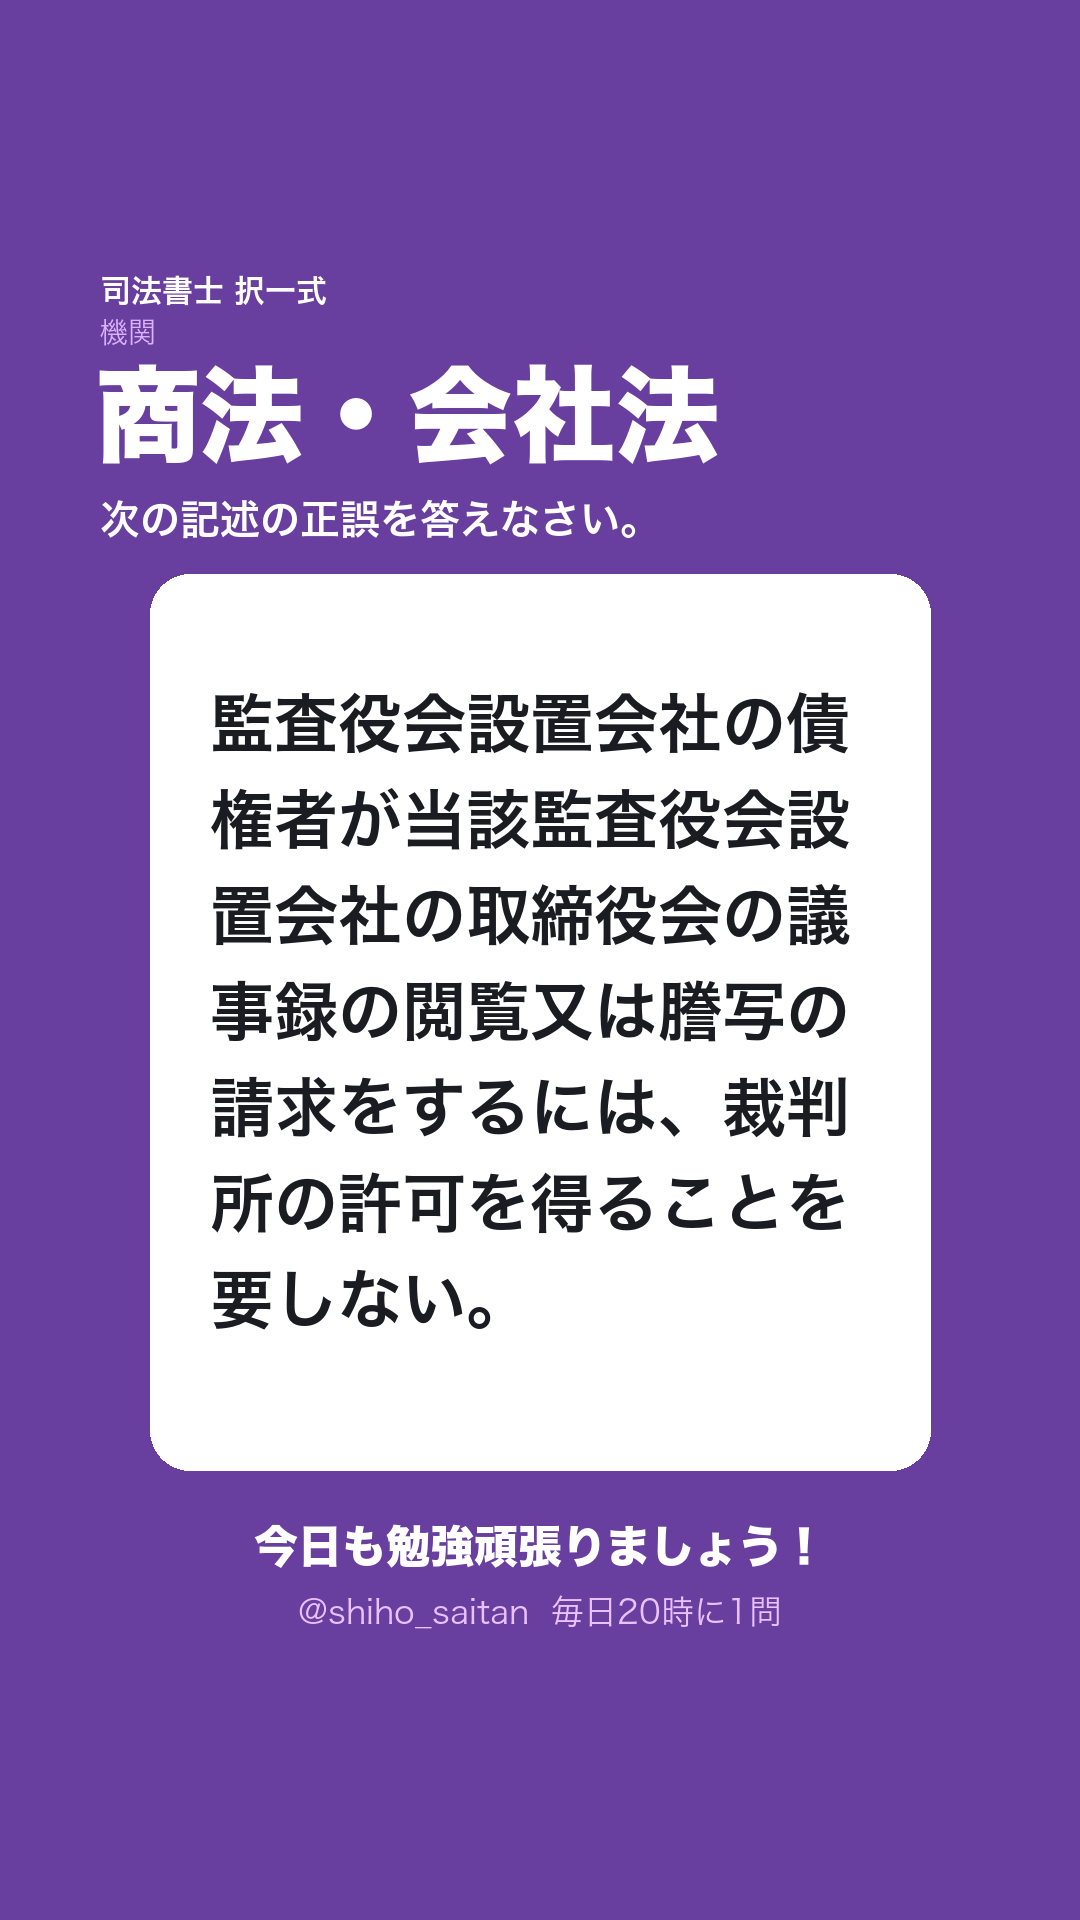 司法書士 択一式
機関
商法・会社法
次の記述の正誤を答えなさい。
監査役会設置会社の債
権者が当該監査役会設
置会社の取締役会の議
事録の閲覧又は謄写の
請求をするには、裁判
所の許可を得ることを
要しない。
今日も勉強頑張りましょう！
@shiho_saitan 毎日20時に1問